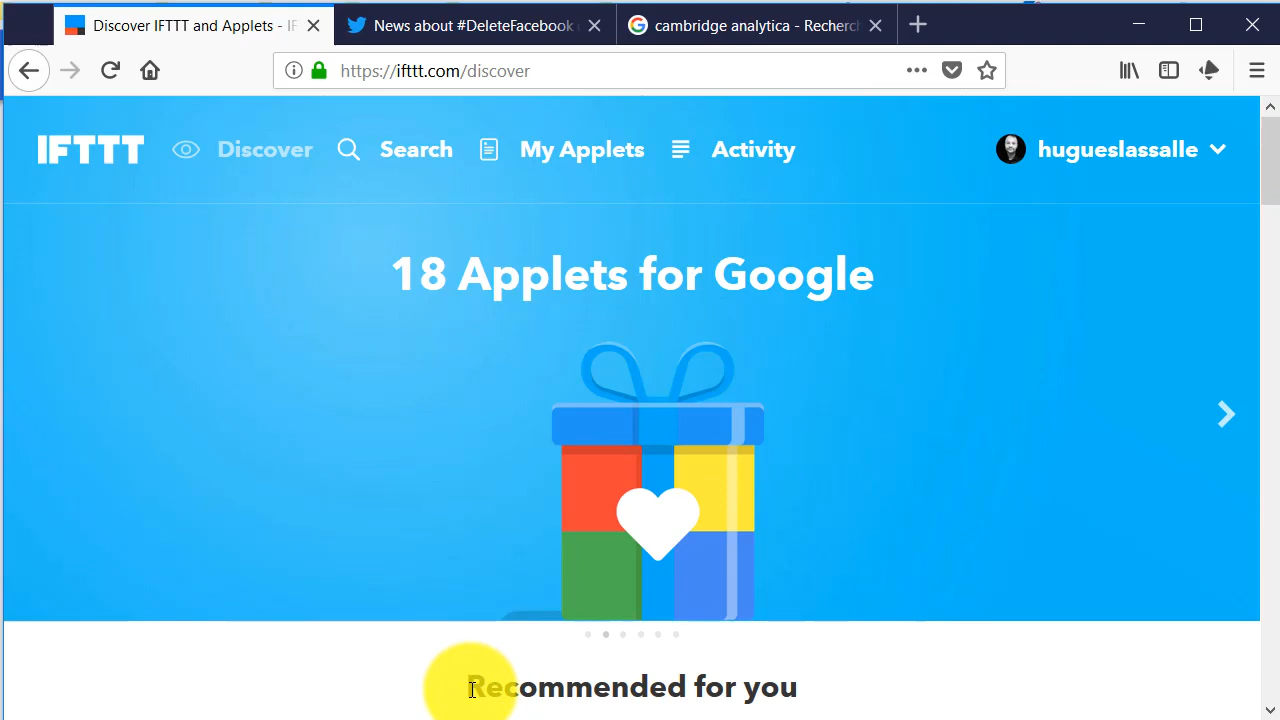 Discover IFTTT and Applets - IF
News about #DeleteFacebook
cambridge analytica - Recherc
https://ifttt.com/discover
IFTTT
Discover
Search
My Applets
Activity
hugueslassalle
18 Applets for Google
Recommended for you